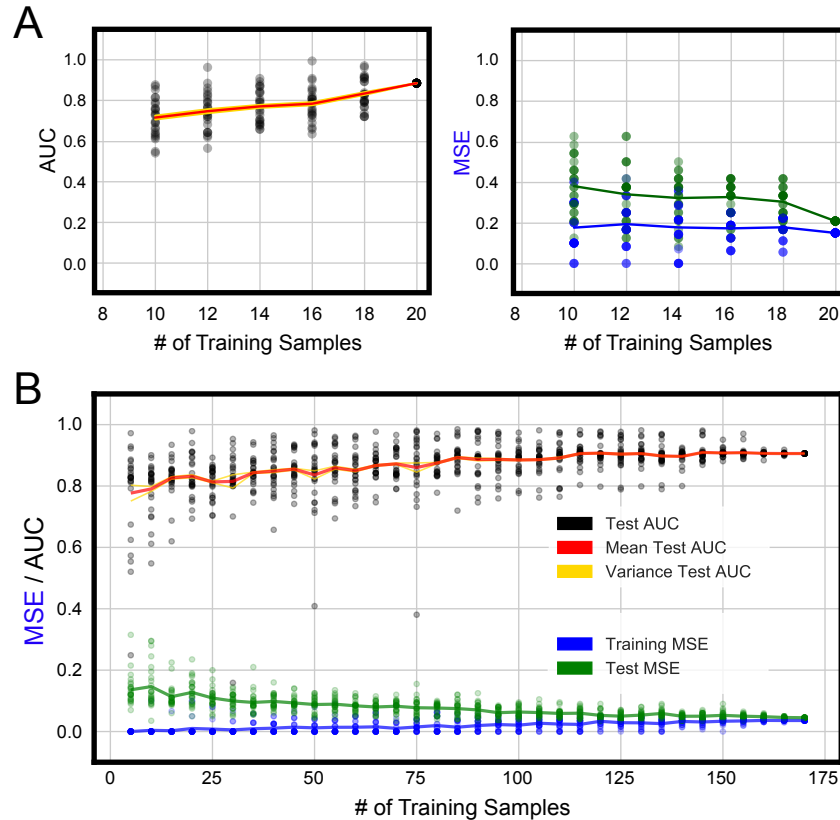 A
1.0
0.8
0.6
0.4
0.2
0.0
AUC
8 10 12 14 16 18 20
# of Training Samples
1.0
0.8
0.6
0.4
0.2
0.0
MSE
8 10 12 14 16 18 20
# of Training Samples
B
1.0
0.8
0.6
0.4
0.2
0.0
MSE / AUC
Test AUC
Mean Test AUC
Variance Test AUC
Training MSE
Test MSE
0 25 50 75 100 125 150 175
# of Training Samples